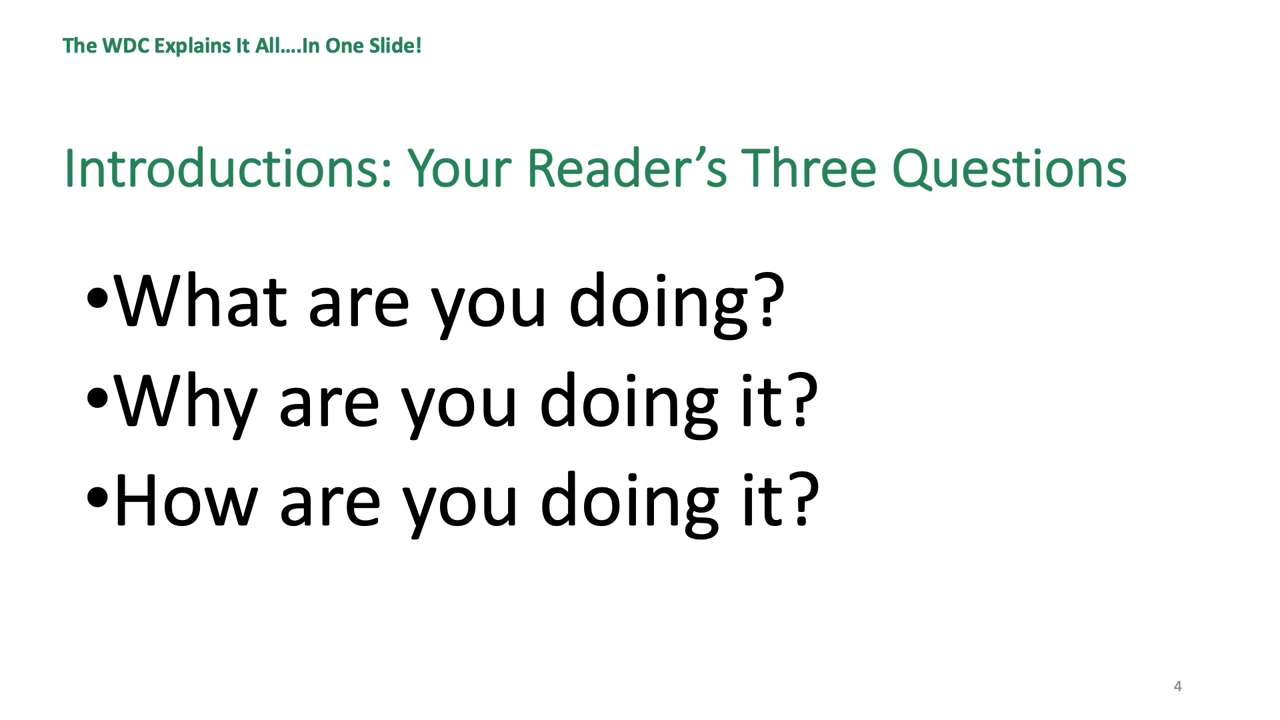 The WDC Explains It All....In One Slide!
Introductions: Your Reader’s Three Questions
•What are you doing?
•Why are you doing it?
•How are you doing it?
4